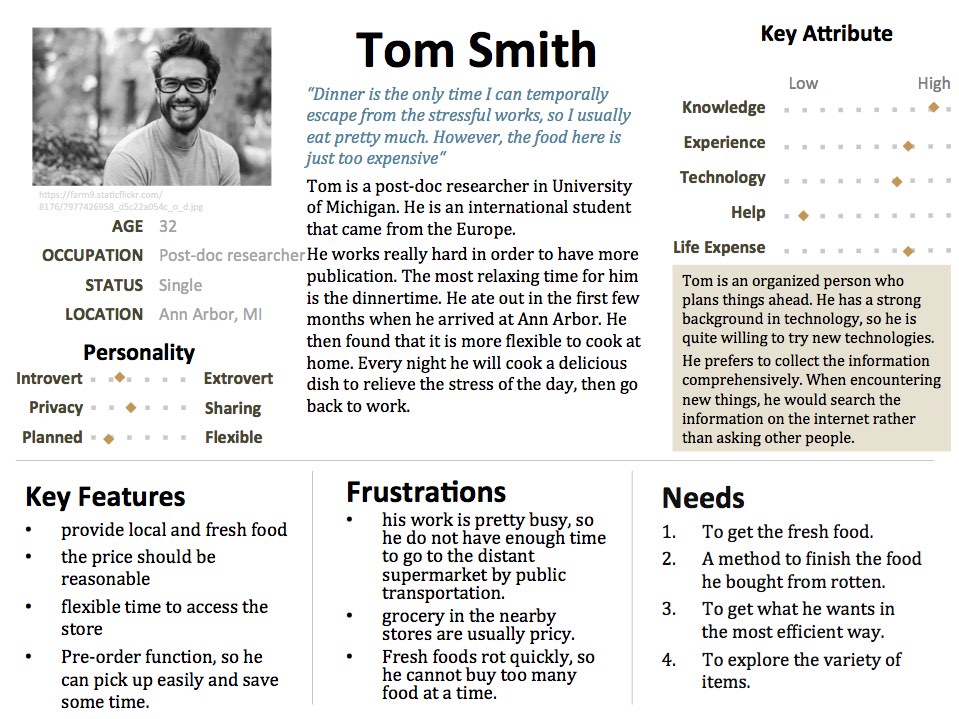 Tom Smith
“Dinner is the only time I can temporally
escape from the stressful works, so I usually
eat pretty much. However, the food here is
just too expensive“
Tom is a post-doc researcher in University
of Michigan. He is an international student
that came from the Europe.
He works really hard in order to have more
publication. The most relaxing time for him
is the dinnertime. He ate out in the first few
months when he arrived at Ann Arbor. He
then found that it is more flexible to cook at
home. Every night he will cook a delicious
dish to relieve the stress of the day, then go
back to work.
https://farm9.staticflickr.com/
8176/7977426958_d5c22a054c_o_d.jpg
AGE 32
OCCUPATION Post-doc researcher
STATUS Single
LOCATION Ann Arbor, MI
Personality
Introvert Extrovert
Privacy Sharing
Planned Flexible
Key Attribute
Low High
Knowledge
Experience
Technology
Help
Life Expense
Tom is an organized person who
plans things ahead. He has a strong
background in technology, so he is
quite willing to try new technologies.
He prefers to collect the information
comprehensively. When encountering
new things, he would search the
information on the internet rather
than asking other people.
Key Features
• provide local and fresh food
• the price should be
reasonable
• flexible time to access the
store
• Pre-order function, so he
can pick up easily and save
some time.
Frustrations
• his work is pretty busy, so
he do not have enough time
to go to the distant
supermarket by public
transportation.
• grocery in the nearby
stores are usually pricy.
• Fresh foods rot quickly, so
he cannot buy too many
food at a time.
Needs
1. To get the fresh food.
2. A method to finish the food
he bought from rotten.
3. To get what he wants in
the most efficient way.
4. To explore the variety of
items.